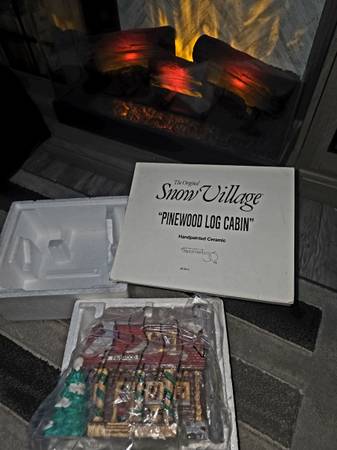 The Original
Snow Village
"PINEWOOD LOG CABIN"
Handpainted Ceramic